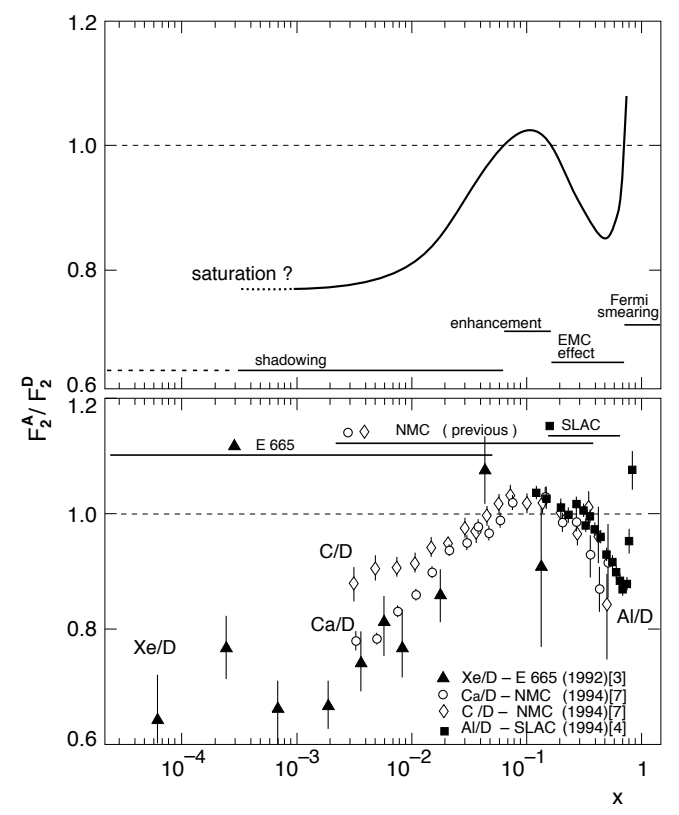 1.2
1.0
0.8
0.6
saturation ?
enhancement
Fermi
smearing
EMC
effect
shadowing
F₂ᴬ/ F₂ᴰ
1.2
1.0
0.8
0.6
NMC ( previous )
SLAC
E 665
C/D
Ca/D
Xe/D
Al/D
Xe/D – E 665 (1992)[3]
Ca/D – NMC (1994)[7]
C /D – NMC (1994)[7]
Al/D – SLAC (1994)[4]
10⁻⁴ 10⁻³ 10⁻² 10⁻¹ 1
x